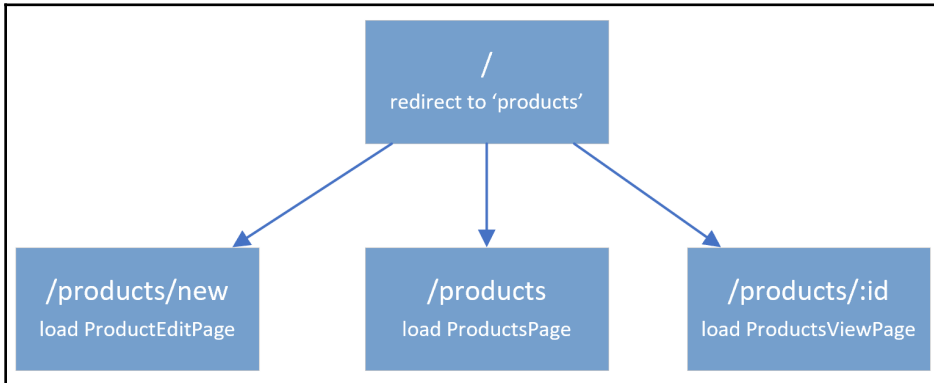 /
redirect to ‘products’
/products/new
load ProductEditPage
/products
load ProductsPage
/products/:id
load ProductsViewPage